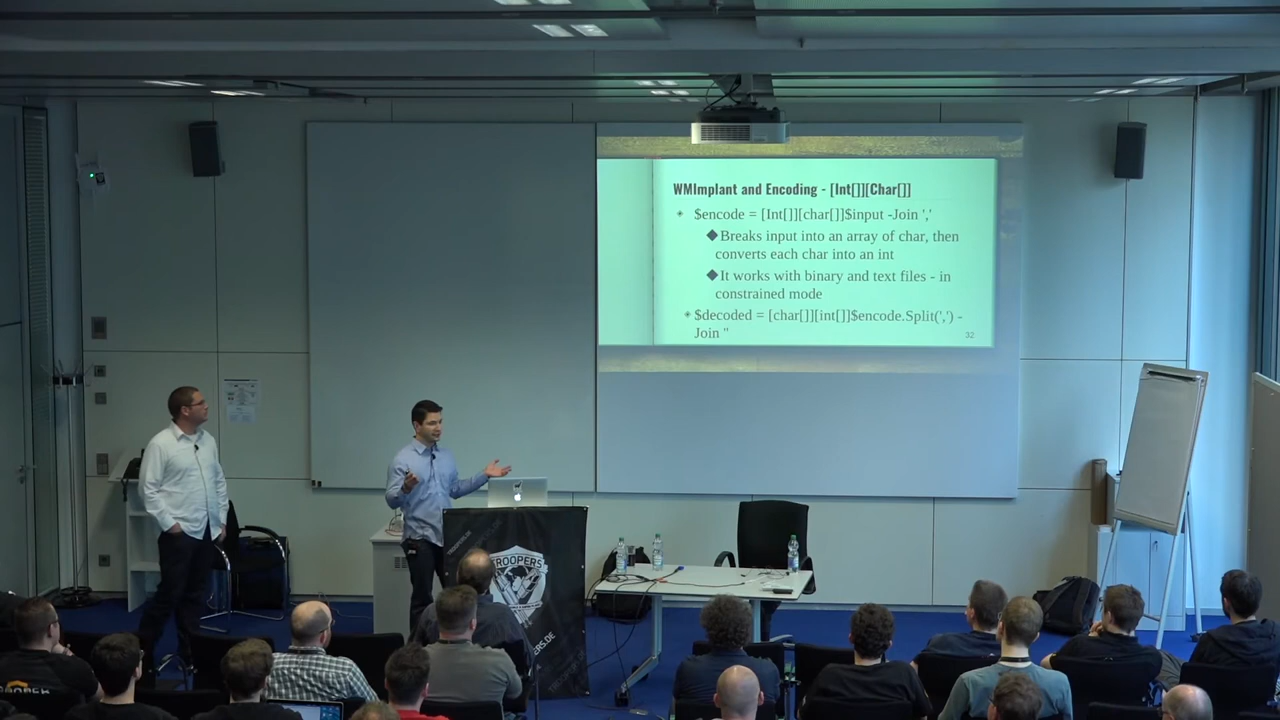 WMImplant and Encoding - [Int[]][Char[]]
$encode = [Int[]][char[]]$input -Join ','
Breaks input into an array of char, then
converts each char into an int
It works with binary and text files - in
constrained mode
$decoded = [char[]][int[]]$encode.Split(',') -
Join ''
32
TROOPERS